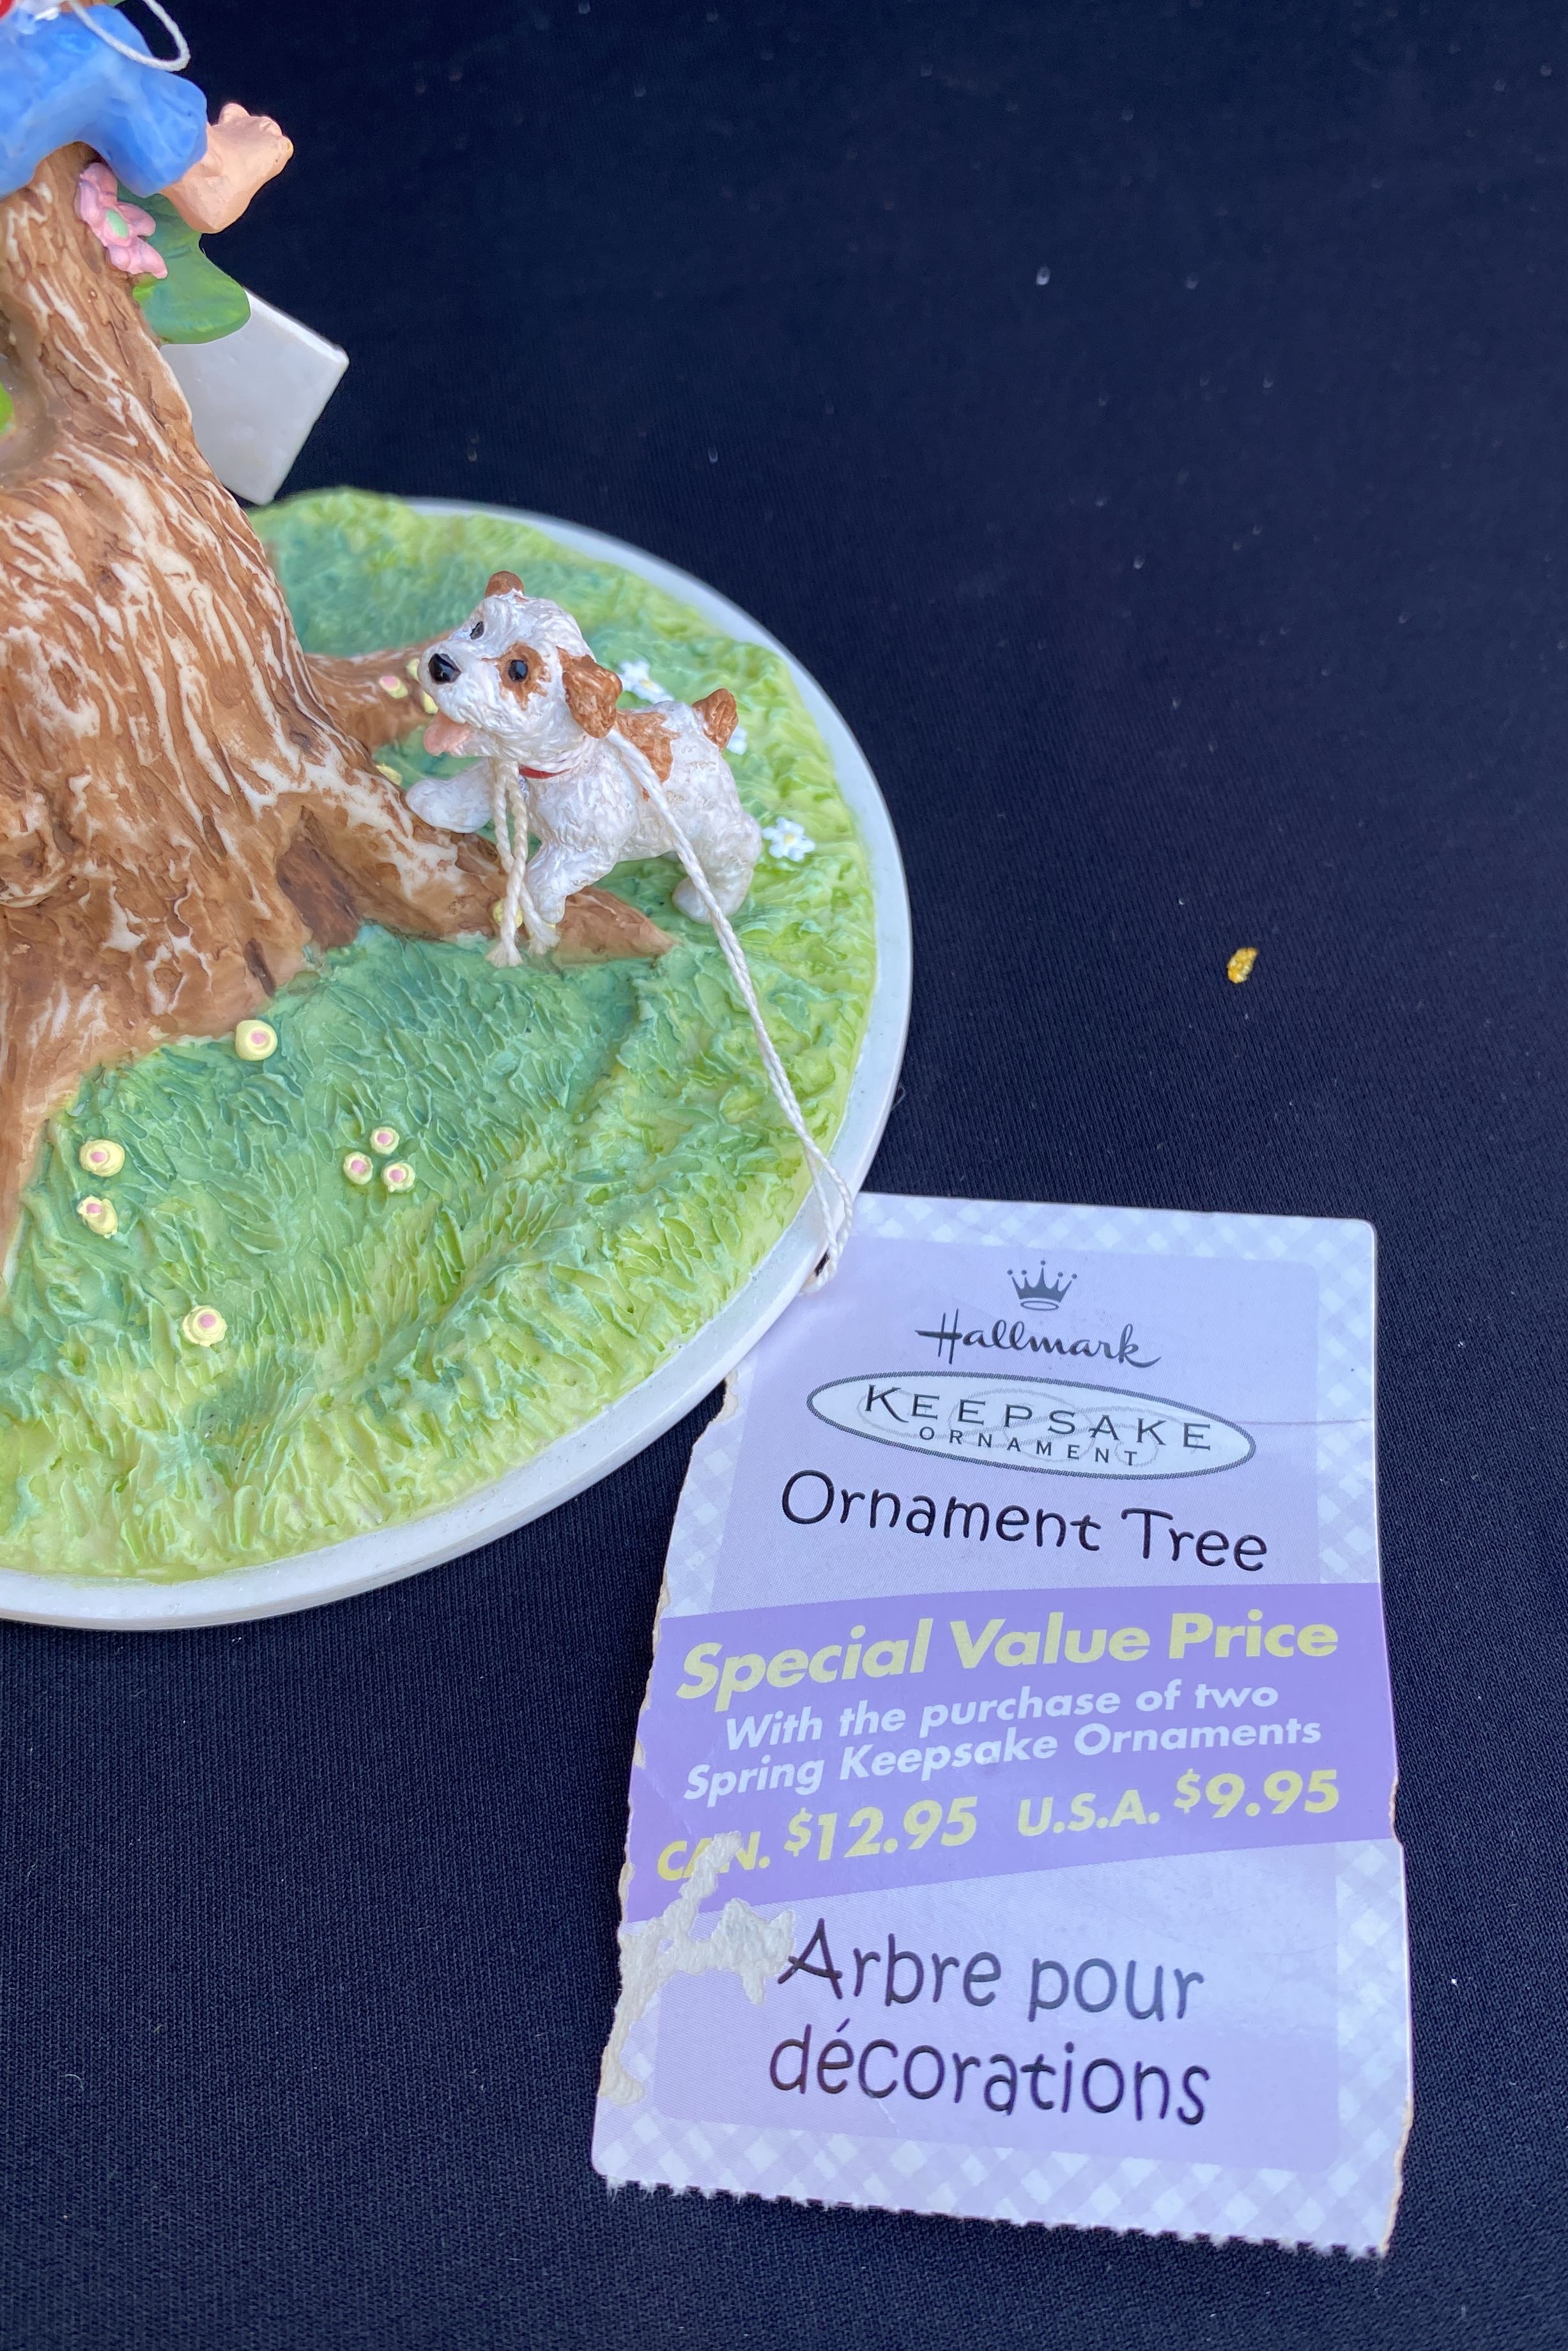 Hallmark
KEEPSAKE
ORNAMENT
Ornament Tree
Special Value Price
With the purchase of two
Spring Keepsake Ornaments
CAN. $12.95 U.S.A. $9.95
Arbre pour
décorations